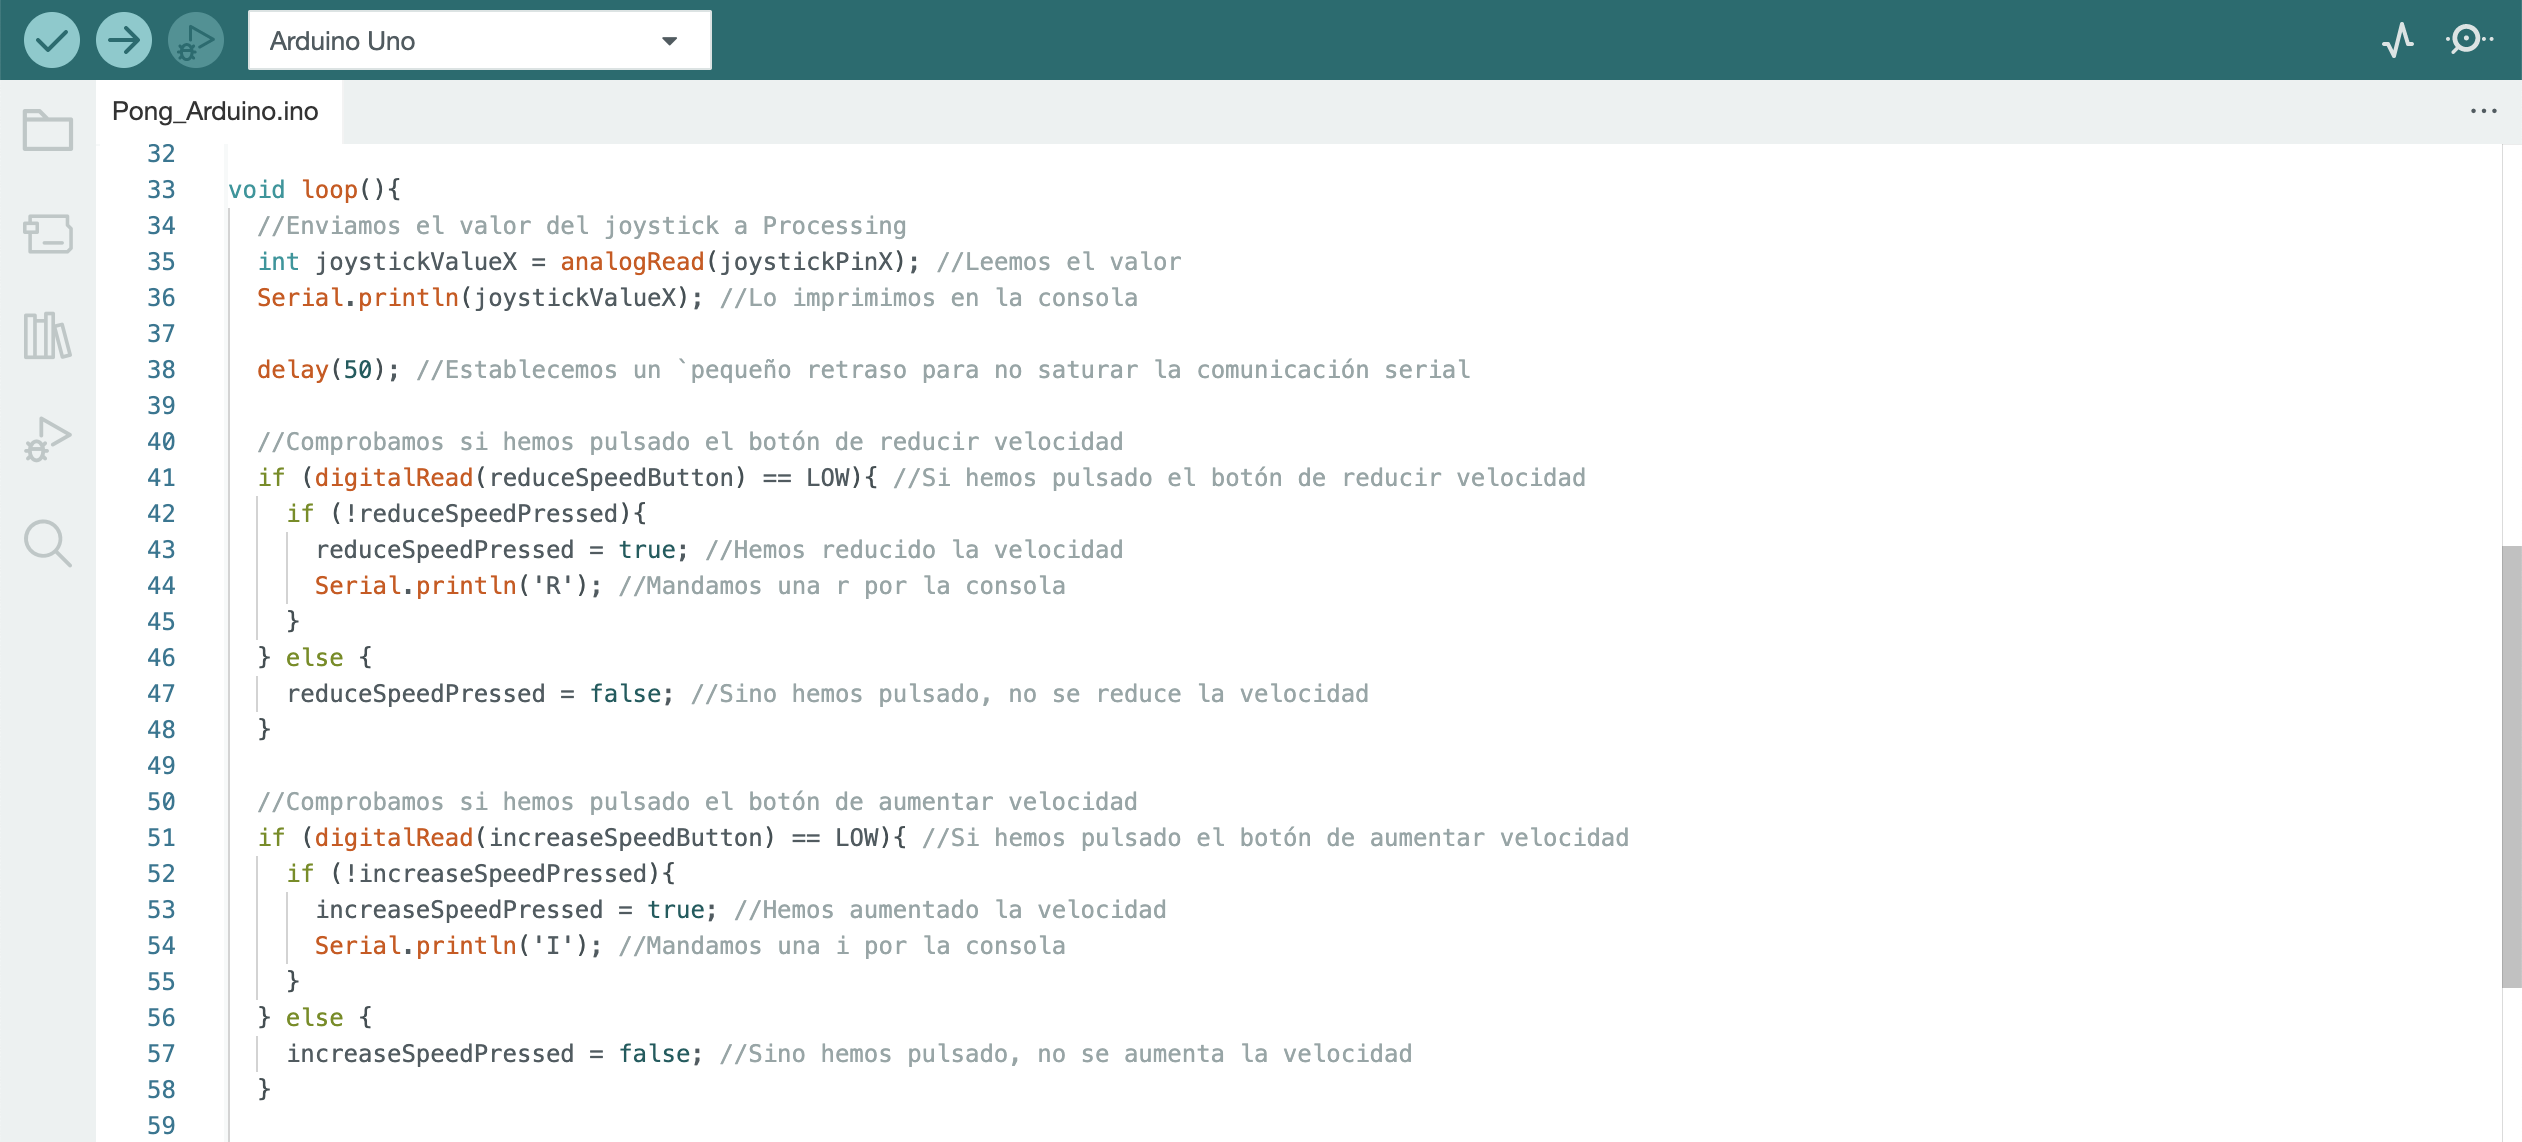 Arduino Uno
Pong_Arduino.ino
32
33 void loop(){
34 //Enviamos el valor del joystick a Processing
35 int joystickValueX = analogRead(joystickPinX); //Leemos el valor
36 Serial.println(joystickValueX); //Lo imprimimos en la consola
37
38 delay(50); //Establecemos un `pequeño retraso para no saturar la comunicación serial
39
40 //Comprobamos si hemos pulsado el botón de reducir velocidad
41 if (digitalRead(reduceSpeedButton) == LOW){ //Si hemos pulsado el botón de reducir velocidad
42 if (!reduceSpeedPressed){
43 reduceSpeedPressed = true; //Hemos reducido la velocidad
44 Serial.println('R'); //Mandamos una r por la consola
45 }
46 } else {
47 reduceSpeedPressed = false; //Sino hemos pulsado, no se reduce la velocidad
48 }
49
50 //Comprobamos si hemos pulsado el botón de aumentar velocidad
51 if (digitalRead(increaseSpeedButton) == LOW){ //Si hemos pulsado el botón de aumentar velocidad
52 if (!increaseSpeedPressed){
53 increaseSpeedPressed = true; //Hemos aumentado la velocidad
54 Serial.println('I'); //Mandamos una i por la consola
55 }
56 } else {
57 increaseSpeedPressed = false; //Sino hemos pulsado, no se aumenta la velocidad
58 }
59